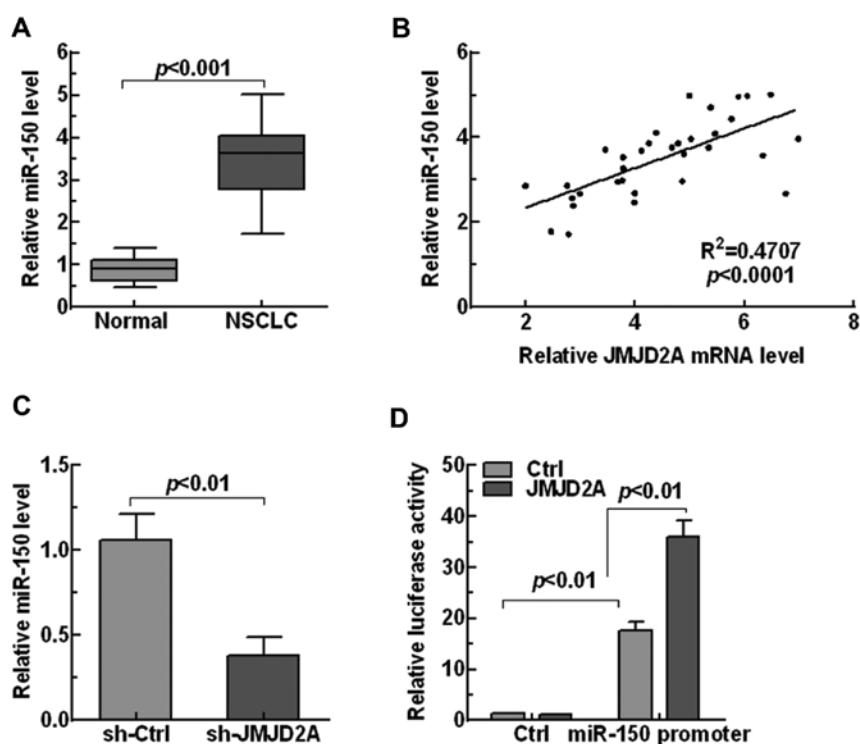 A
Relative miR-150 level
6
5
4
3
2
1
0
p<0.001
Normal NSCLC
B
Relative miR-150 level
6
4
2
0
R²=0.4707
p<0.0001
2 4 6 8
Relative JMJD2A mRNA level
C
Relative miR-150 level
1.5
1.0
0.5
0.0
p<0.01
sh-Ctrl sh-JMJD2A
D
Relative luciferase activity
50
40
30
20
10
0
Ctrl
JMJD2A
p<0.01
p<0.01
Ctrl miR-150 promoter